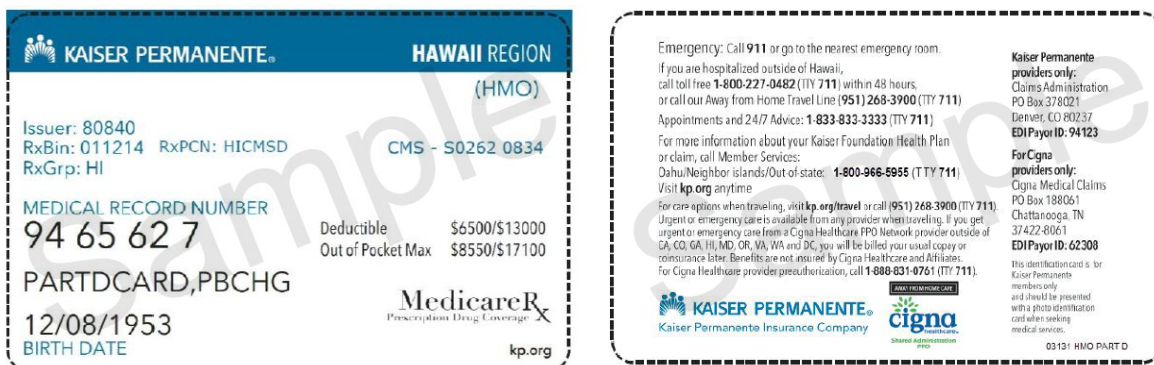 KAISER PERMANENTE®
HAWAII REGION
(HMO)
Issuer: 80840
RxBin: 011214 RxPCN: HICMSD
CMS - S0262 0834
RxGrp: HI
MEDICAL RECORD NUMBER
94 65 62 7
Deductible $6500/$13000
Out of Pocket Max $8550/$17100
PARTDCARD,PBCHG
MedicareRx
Prescription Drug Coverage
12/08/1953
BIRTH DATE
kp.org
Sample
Emergency: Call 911 or go to the nearest emergency room.
If you are hospitalized outside of Hawaii,
call toll free 1-800-227-0482 (TTY 711) within 48 hours,
or call our Away from Home Travel Line (951) 268-3900 (TTY 711)
Appointments and 24/7 Advice: 1-833-833-3333 (TTY 711)
For more information about your Kaiser Foundation Health Plan
or claim, call Member Services:
Oahu/Neighbor islands/Out-of-state: 1-800-966-5955 (TTY 711)
Visit kp.org anytime
For care options when traveling, visit kp.org/travel or call (951) 268-3900 (TTY 711).
Urgent or emergency care is available from any provider when traveling. If you get
urgent or emergency care from a Cigna Healthcare PPO Network provider outside of
CA, CO, GA, HI, MD, OR, VA, WA and DC, you will be billed your usual copay or
coinsurance later. Benefits are not insured by Cigna Healthcare and Affiliates.
For Cigna Healthcare provider precuthorization, call 1-888-831-0761 (TTY 711).
KAISER PERMANENTE®
Kaiser Permanente Insurance Company
AWAY FROM HOME CARE
cigna
healthcare
Shared Administration
PPO
Kaiser Permanente
providers only:
Claims Administration
PO Box 378021
Denver, CO 80237
EDI Payor ID: 94123
For Cigna
providers only:
Cigna Medical Claims
PO Box 188061
Chattanooga, TN
37422-8061
EDI Payor ID: 62308
This identification card is for
Kaiser Permanente
members only
and should be presented
with a photo identification
card when seeking
medical services.
03131 HMO PART D
Sample